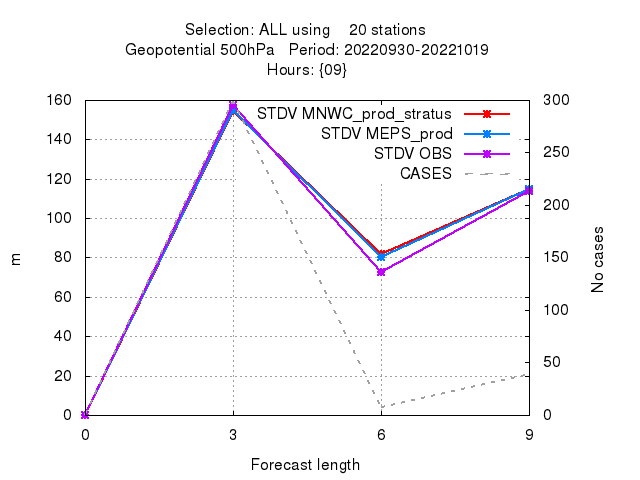 Selection: ALL using 20 stations
Geopotential 500hPa Period: 20220930-20221019
Hours: {09}
160 300
STDV MNWC_prod_stratus
140
STDV MEPS_prod
250
STDV OBS
120
CASES
200
100
m
80 150
No cases
60
100
40
50
20
0 0
0 3 6 9
Forecast length